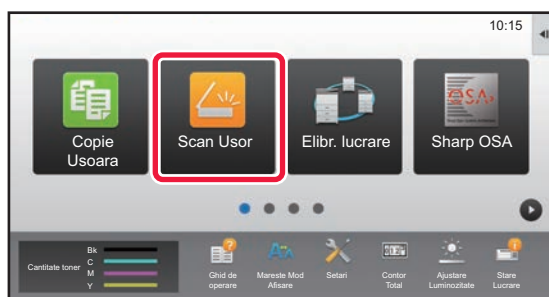 10:15
Copie
Usoara
Scan Usor
Elibr. lucrare
OSA
Sharp OSA
Cantitate toner
Bk
C
M
Y
Ghid de
operare
Mareste Mod
Afisare
Setari
Contor
Total
Ajustare
Luminozitate
Stare
Lucrare